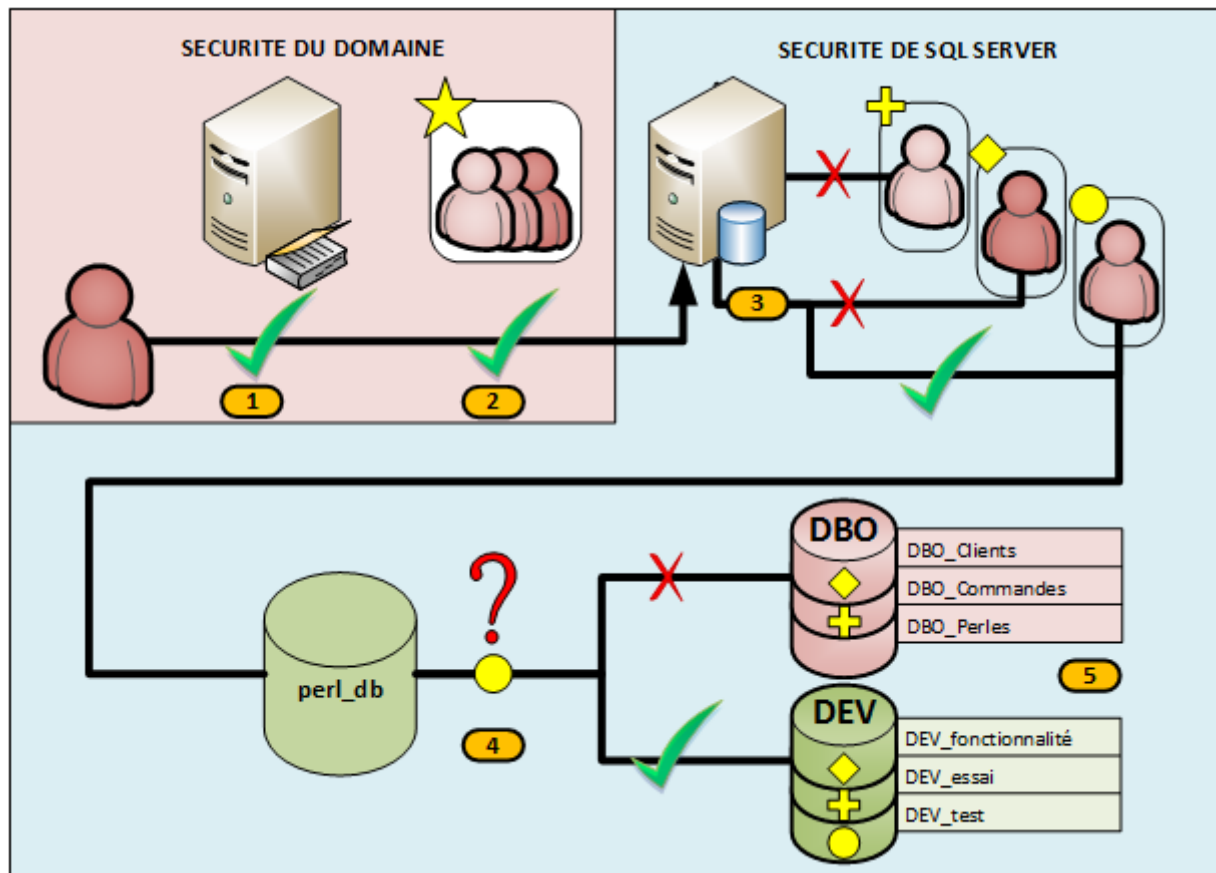 SECURITE DU DOMAINE
SECURITE DE SQL SERVER
3
1
2
DBO
DBO_Clients
DBO_Commandes
DBO_Perles
perl_db
5
4
DEV
DEV_fonctionnalité
DEV_essai
DEV_test